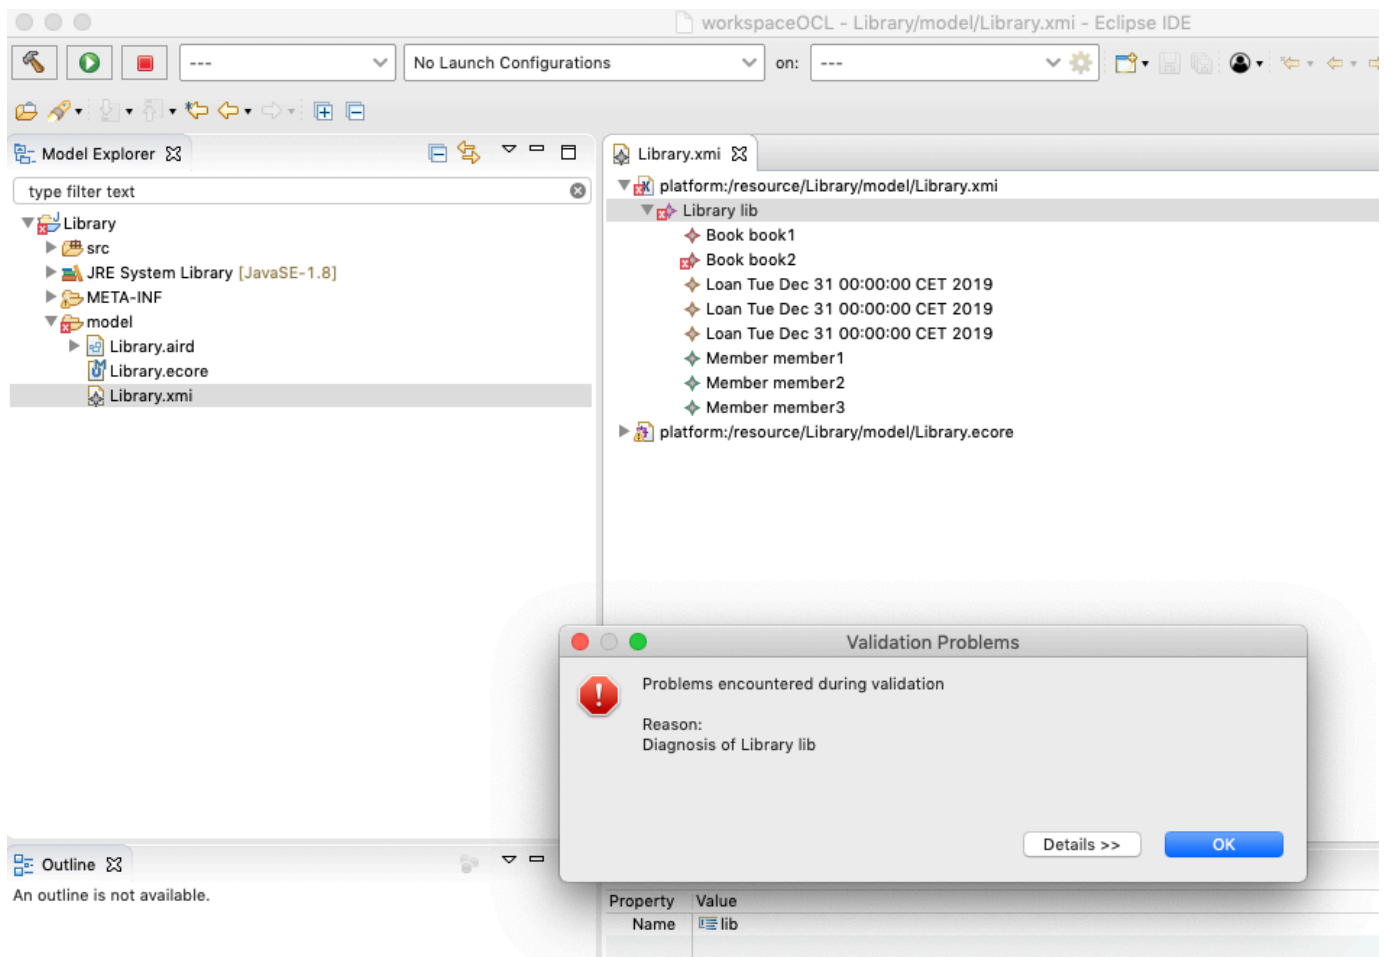 workspaceOCL - Library/model/Library.xmi - Eclipse IDE
--- No Launch Configurations on: ---
Model Explorer
type filter text
Library
src
JRE System Library [JavaSE-1.8]
META-INF
model
Library.aird
Library.ecore
Library.xmi
Library.xmi
platform:/resource/Library/model/Library.xmi
Library lib
Book book1
Book book2
Loan Tue Dec 31 00:00:00 CET 2019
Loan Tue Dec 31 00:00:00 CET 2019
Loan Tue Dec 31 00:00:00 CET 2019
Member member1
Member member2
Member member3
platform:/resource/Library/model/Library.ecore
Validation Problems
Problems encountered during validation
Reason:
Diagnosis of Library lib
Details >> OK
Outline
An outline is not available.
Property Value
Name lib